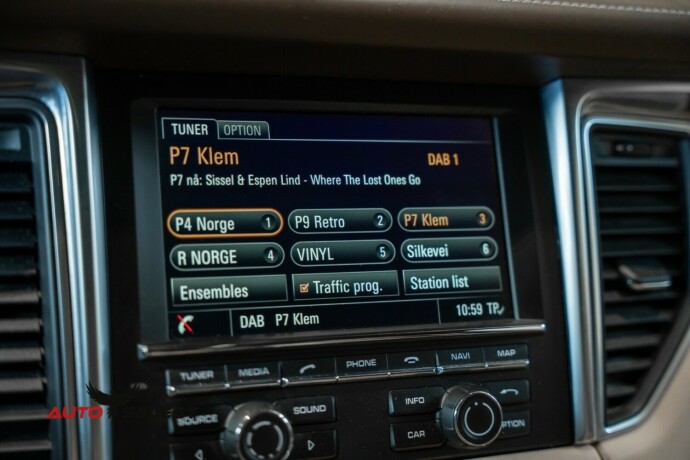 TUNER OPTION
P7 Klem DAB 1
P7 nå: Sissel & Espen Lind - Where The Lost Ones Go
P4 Norge 1 P9 Retro 2 P7 Klem 3
R NORGE 4 VINYL 5 Silkevei 6
Ensembles Traffic prog. Station list
DAB P7 Klem 10:59 TP
TUNER MEDIA PHONE NAVI MAP
SOURCE SOUND INFO
CAR OPTION
AUTO